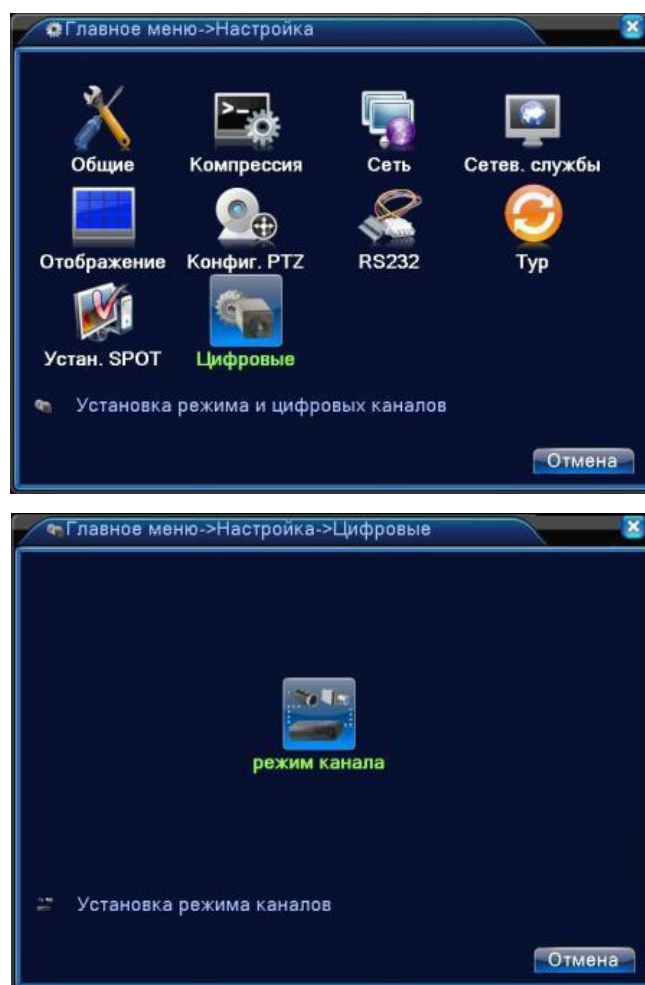 Главное меню->Настройка
Общие Компрессия Сеть Сетев. службы
Отображение Конфиг. PTZ RS232 Тур
Устан. SPOT Цифровые
Установка режима и цифровых каналов
Отмена
Главное меню->Настройка->Цифровые
режим канала
Установка режима каналов
Отмена